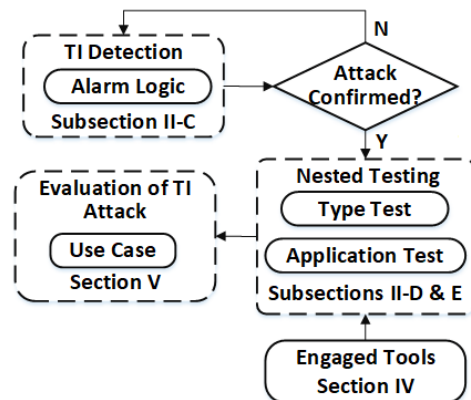 N
TI Detection
Alarm Logic
Subsection II-C
Attack
Confirmed?
Y
Nested Testing
Type Test
Application Test
Subsections II-D & E
Evaluation of TI
Attack
Use Case
Section V
Engaged Tools
Section IV